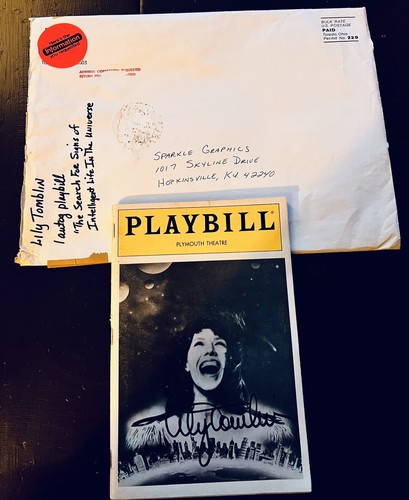 Information
BULK RATE
U.S. POSTAGE
PAID
Toledo, Ohio
Permit No. 229
ADDRESS CORRECTION REQUESTED
RETURN
Lily Tomlin
1 autog playbill
"The Search For Signs of
Intelligent Life In The Universe
SPARKLE GRAPHICS
1017 SKYLINE DRIVE
HOPKINSVILLE, KY 42240
PLAYBILL
PLYMOUTH THEATRE
Lily Tomlin